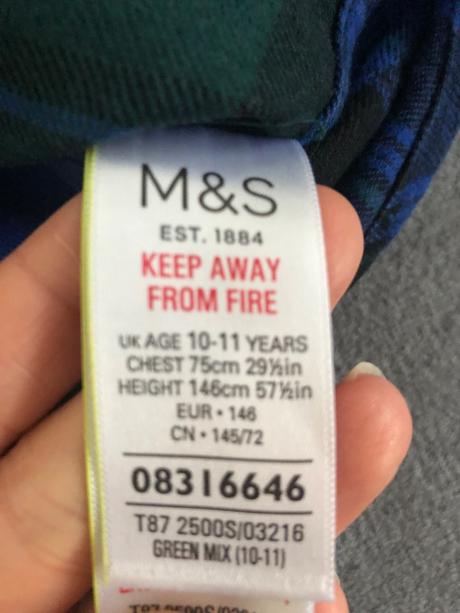 M&S
EST. 1884
KEEP AWAY
FROM FIRE
UK AGE 10-11 YEARS
CHEST 75cm 29½in
HEIGHT 146cm 57½in
EUR • 146
CN • 145/72
08316646
T87 2500S/03216
GREEN MIX (10-11)